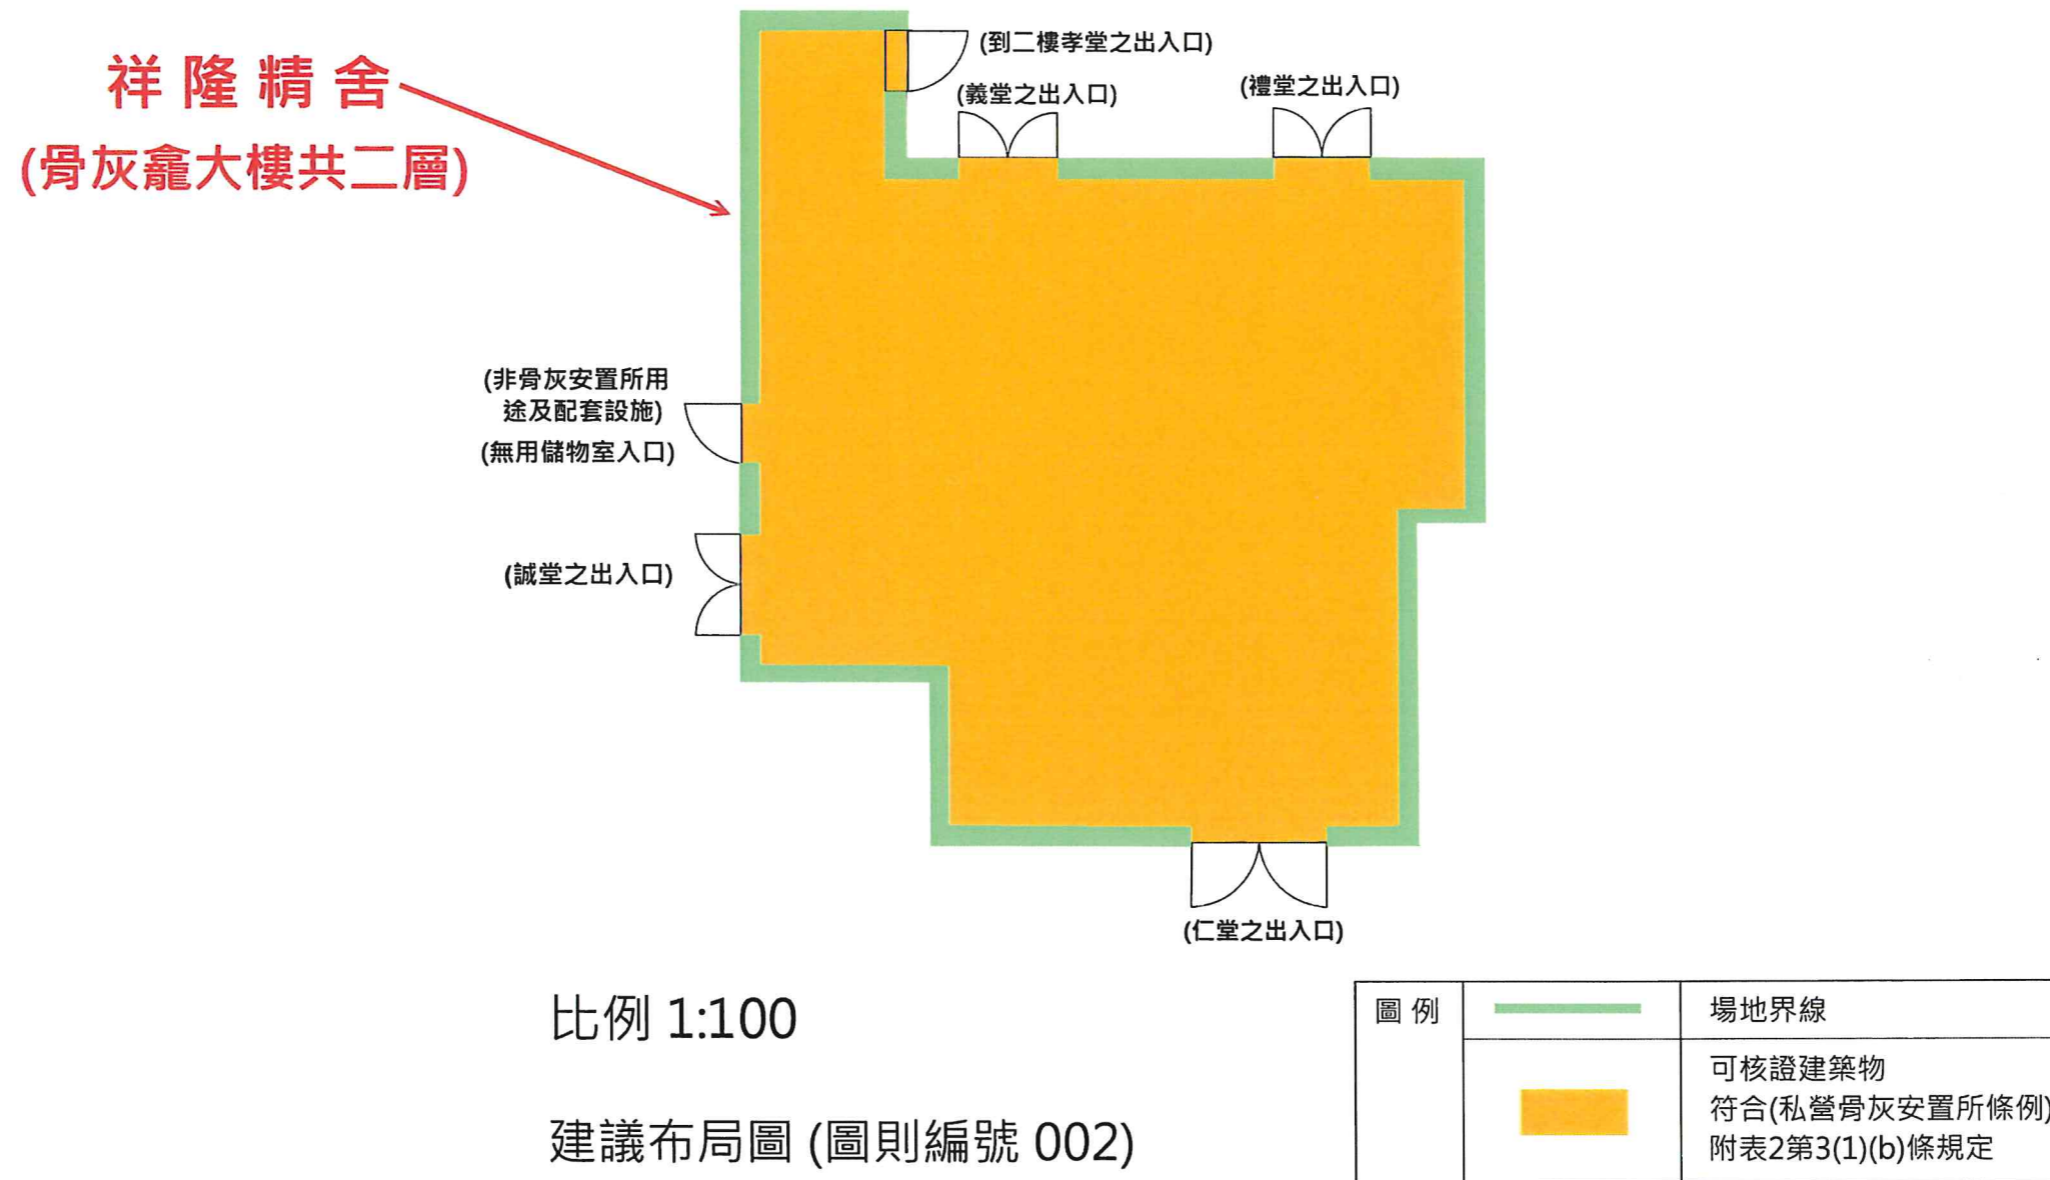 祥隆精舍
(骨灰龕大樓共二層)
(到二樓孝堂之出入口)
(義堂之出入口)
(禮堂之出入口)
(非骨灰安置所用
途及配套設施)
(無用儲物室入口)
(誠堂之出入口)
(仁堂之出入口)
比例 1:100
建議布局圖 (圖則編號 002)
圖例
場地界線
可核證建築物
符合(私營骨灰安置所條例)
附表2第3(1)(b)條規定